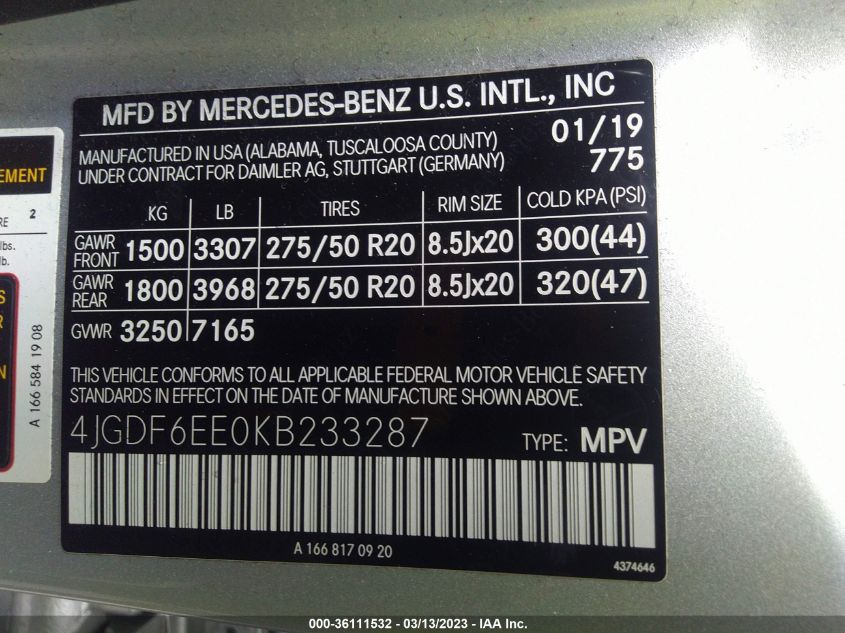 MFD BY MERCEDES-BENZ U.S. INTL., INC
MANUFACTURED IN USA (ALABAMA, TUSCALOOSA COUNTY) 01/19
UNDER CONTRACT FOR DAIMLER AG, STUTTGART (GERMANY) 775
KG LB TIRES RIM SIZE COLD KPA (PSI)
GAWR FRONT 1500 3307 275/50 R20 8.5Jx20 300(44)
GAWR REAR 1800 3968 275/50 R20 8.5Jx20 320(47)
GVWR 3250 7165
THIS VEHICLE CONFORMS TO ALL APPLICABLE FEDERAL MOTOR VEHICLE SAFETY
STANDARDS IN EFFECT ON THE DATE OF MANUFACTURE SHOWN ABOVE.
4JGDF6EE0KB233287 TYPE: MPV
A 166 817 09 20
4374646
EMENT
RE 2
lbs.
lb.
S
R
N
A 166 584 19 08
000-36111532 - 03/13/2023 - IAA Inc.